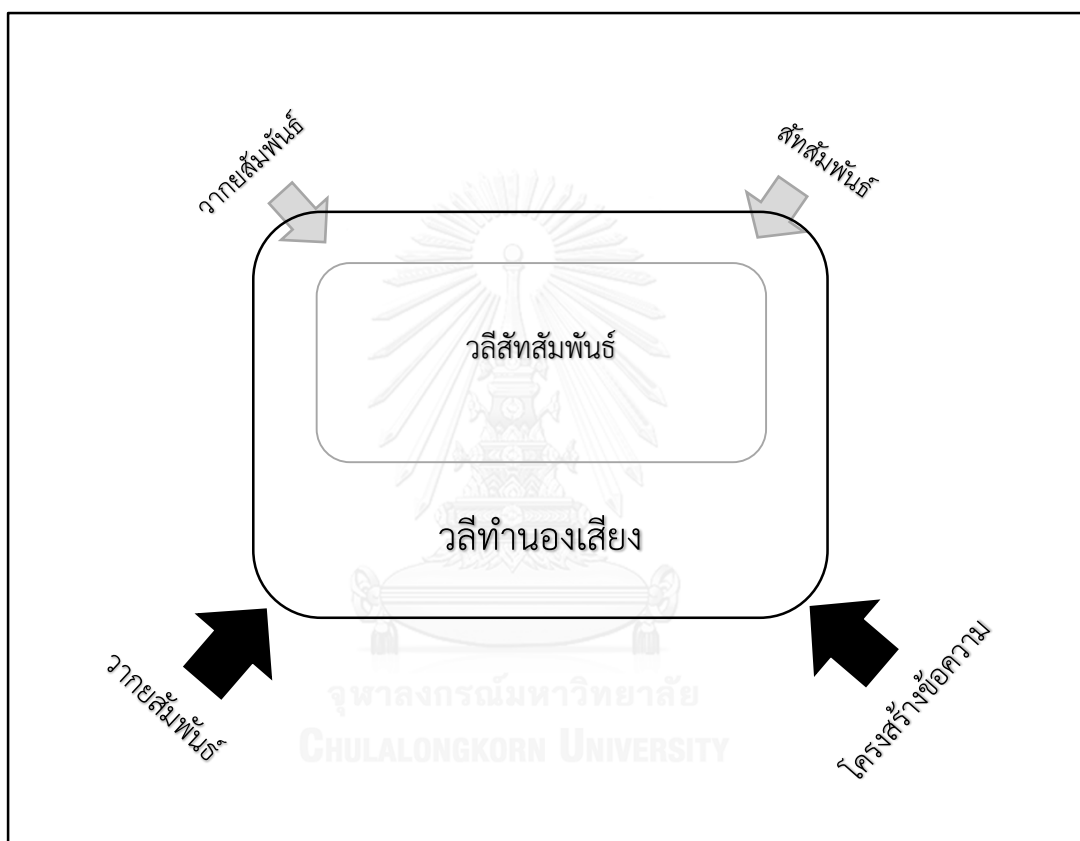 วากยสัมพันธ์
สัทสัมพันธ์
วลีสัทสัมพันธ์
วลีทำนองเสียง
วากยสัมพันธ์
โครงสร้างข้อความ
จุฬาลงกรณ์มหาวิทยาลัย
CHULALONGKORN UNIVERSITY